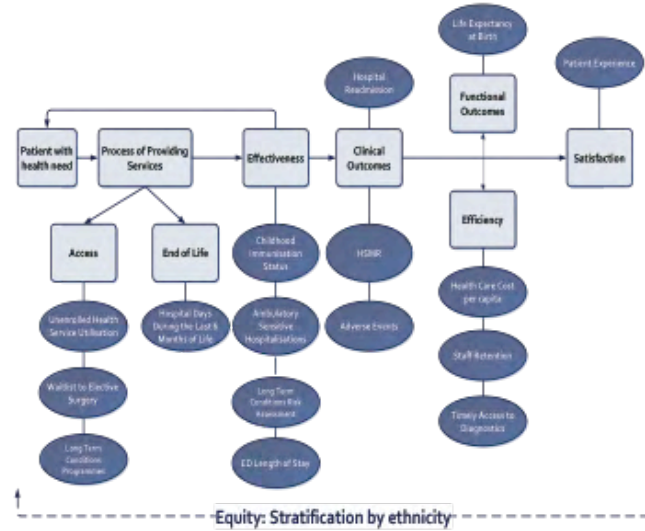 Life Expectancy
at Birth
Hospital
Readmission
Patient Experience
Functional
Outcomes
Patient with
health need
Process of Providing
Services
Effectiveness
Clinical
Outcomes
Satisfaction
Access
End of Life
Efficiency
Childhood
Immunisation
Status
HSMR
Unenrolled Health
Service Utilisation
Hospital Days
During the Last 6
Months of Life
Ambulatory
Sensitive
Hospitalisations
Adverse Events
Health Care Cost
per capita
Staff Retention
Waitlist to Elective
Surgery
Long Term
Conditions Risk
Assessment
Timely Access to
Diagnostics
Long Term
Conditions
Programmes
ED Length of Stay
Equity: Stratification by ethnicity